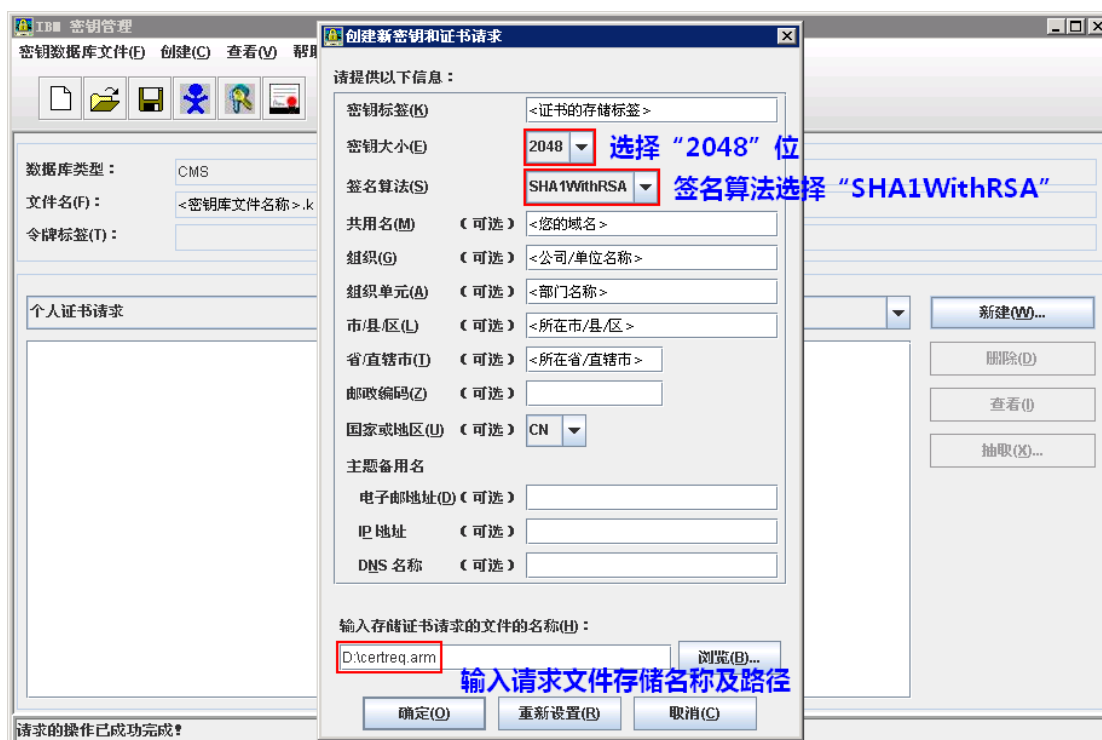 IBM 密钥管理
密钥数据库文件(F) 创建(C) 查看(V)
数据库类型：
CMS
文件名(F)：
<密钥库文件名称>.k
令牌标签(T)：
个人证书请求
新建(W)...
删除(D)
查看(I)
抽取(X)...
请求的操作已成功完成！
创建新密钥和证书请求
请提供以下信息：
密钥标签(K) <证书的存储标签>
密钥大小(E) 2048 选择“2048”位
签名算法(S) SHA1WithRSA 签名算法选择“SHA1WithRSA”
共用名(M) （可选） <您的域名>
组织(G) （可选） <公司/单位名称>
组织单元(A) （可选） <部门名称>
市/县/区(L) （可选） <所在市/县/区>
省/直辖市(T) （可选） <所在省/直辖市>
邮政编码(Z) （可选）
国家或地区(U) （可选） CN
主题备用名
电子邮地址(D)（可选）
IP 地址 （可选）
DNS 名称 （可选）
输入存储证书请求的文件的名称(H)：
D:\certreq.arm 浏览(B)...
输入请求文件存储名称及路径
确定(O) 重新设置(R) 取消(C)